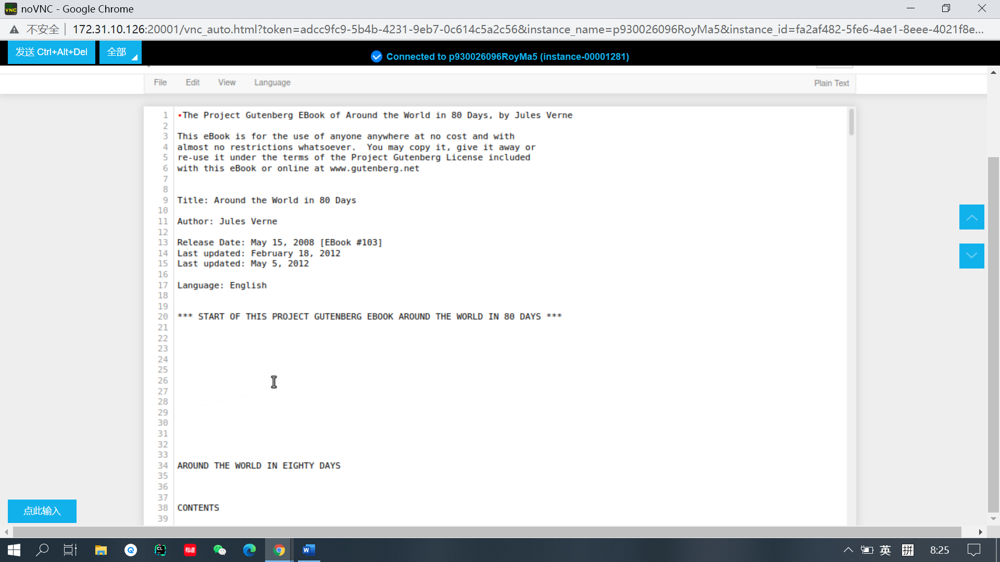 noVNC - Google Chrome
不安全 172.31.10.126:20001/vnc_auto.html?token=adcc9fc9-5b4b-4231-9eb7-0c614c5a2c56&instance_name=p930026096RoyMa5&instance_id=fa2af482-5fe6-4ae1-8eee-4021f8e...
发送 Ctrl+Alt+Del 全部 Connected to p930026096RoyMa5 (instance-00001281)
File Edit View Language Plain Text
1 •The Project Gutenberg EBook of Around the World in 80 Days, by Jules Verne
2
3 This eBook is for the use of anyone anywhere at no cost and with
4 almost no restrictions whatsoever.  You may copy it, give it away or
5 re-use it under the terms of the Project Gutenberg License included
6 with this eBook or online at www.gutenberg.net
7
8
9 Title: Around the World in 80 Days
10
11 Author: Jules Verne
12
13 Release Date: May 15, 2008 [EBook #103]
14 Last updated: February 18, 2012
15 Last updated: May 5, 2012
16
17 Language: English
18
19
20 *** START OF THIS PROJECT GUTENBERG EBOOK AROUND THE WORLD IN 80 DAYS ***
21
22
23
24
25
26
27
28
29
30
31
32
33
34 AROUND THE WORLD IN EIGHTY DAYS
35
36
37
38 CONTENTS
39
点此输入
英 拼 8:25